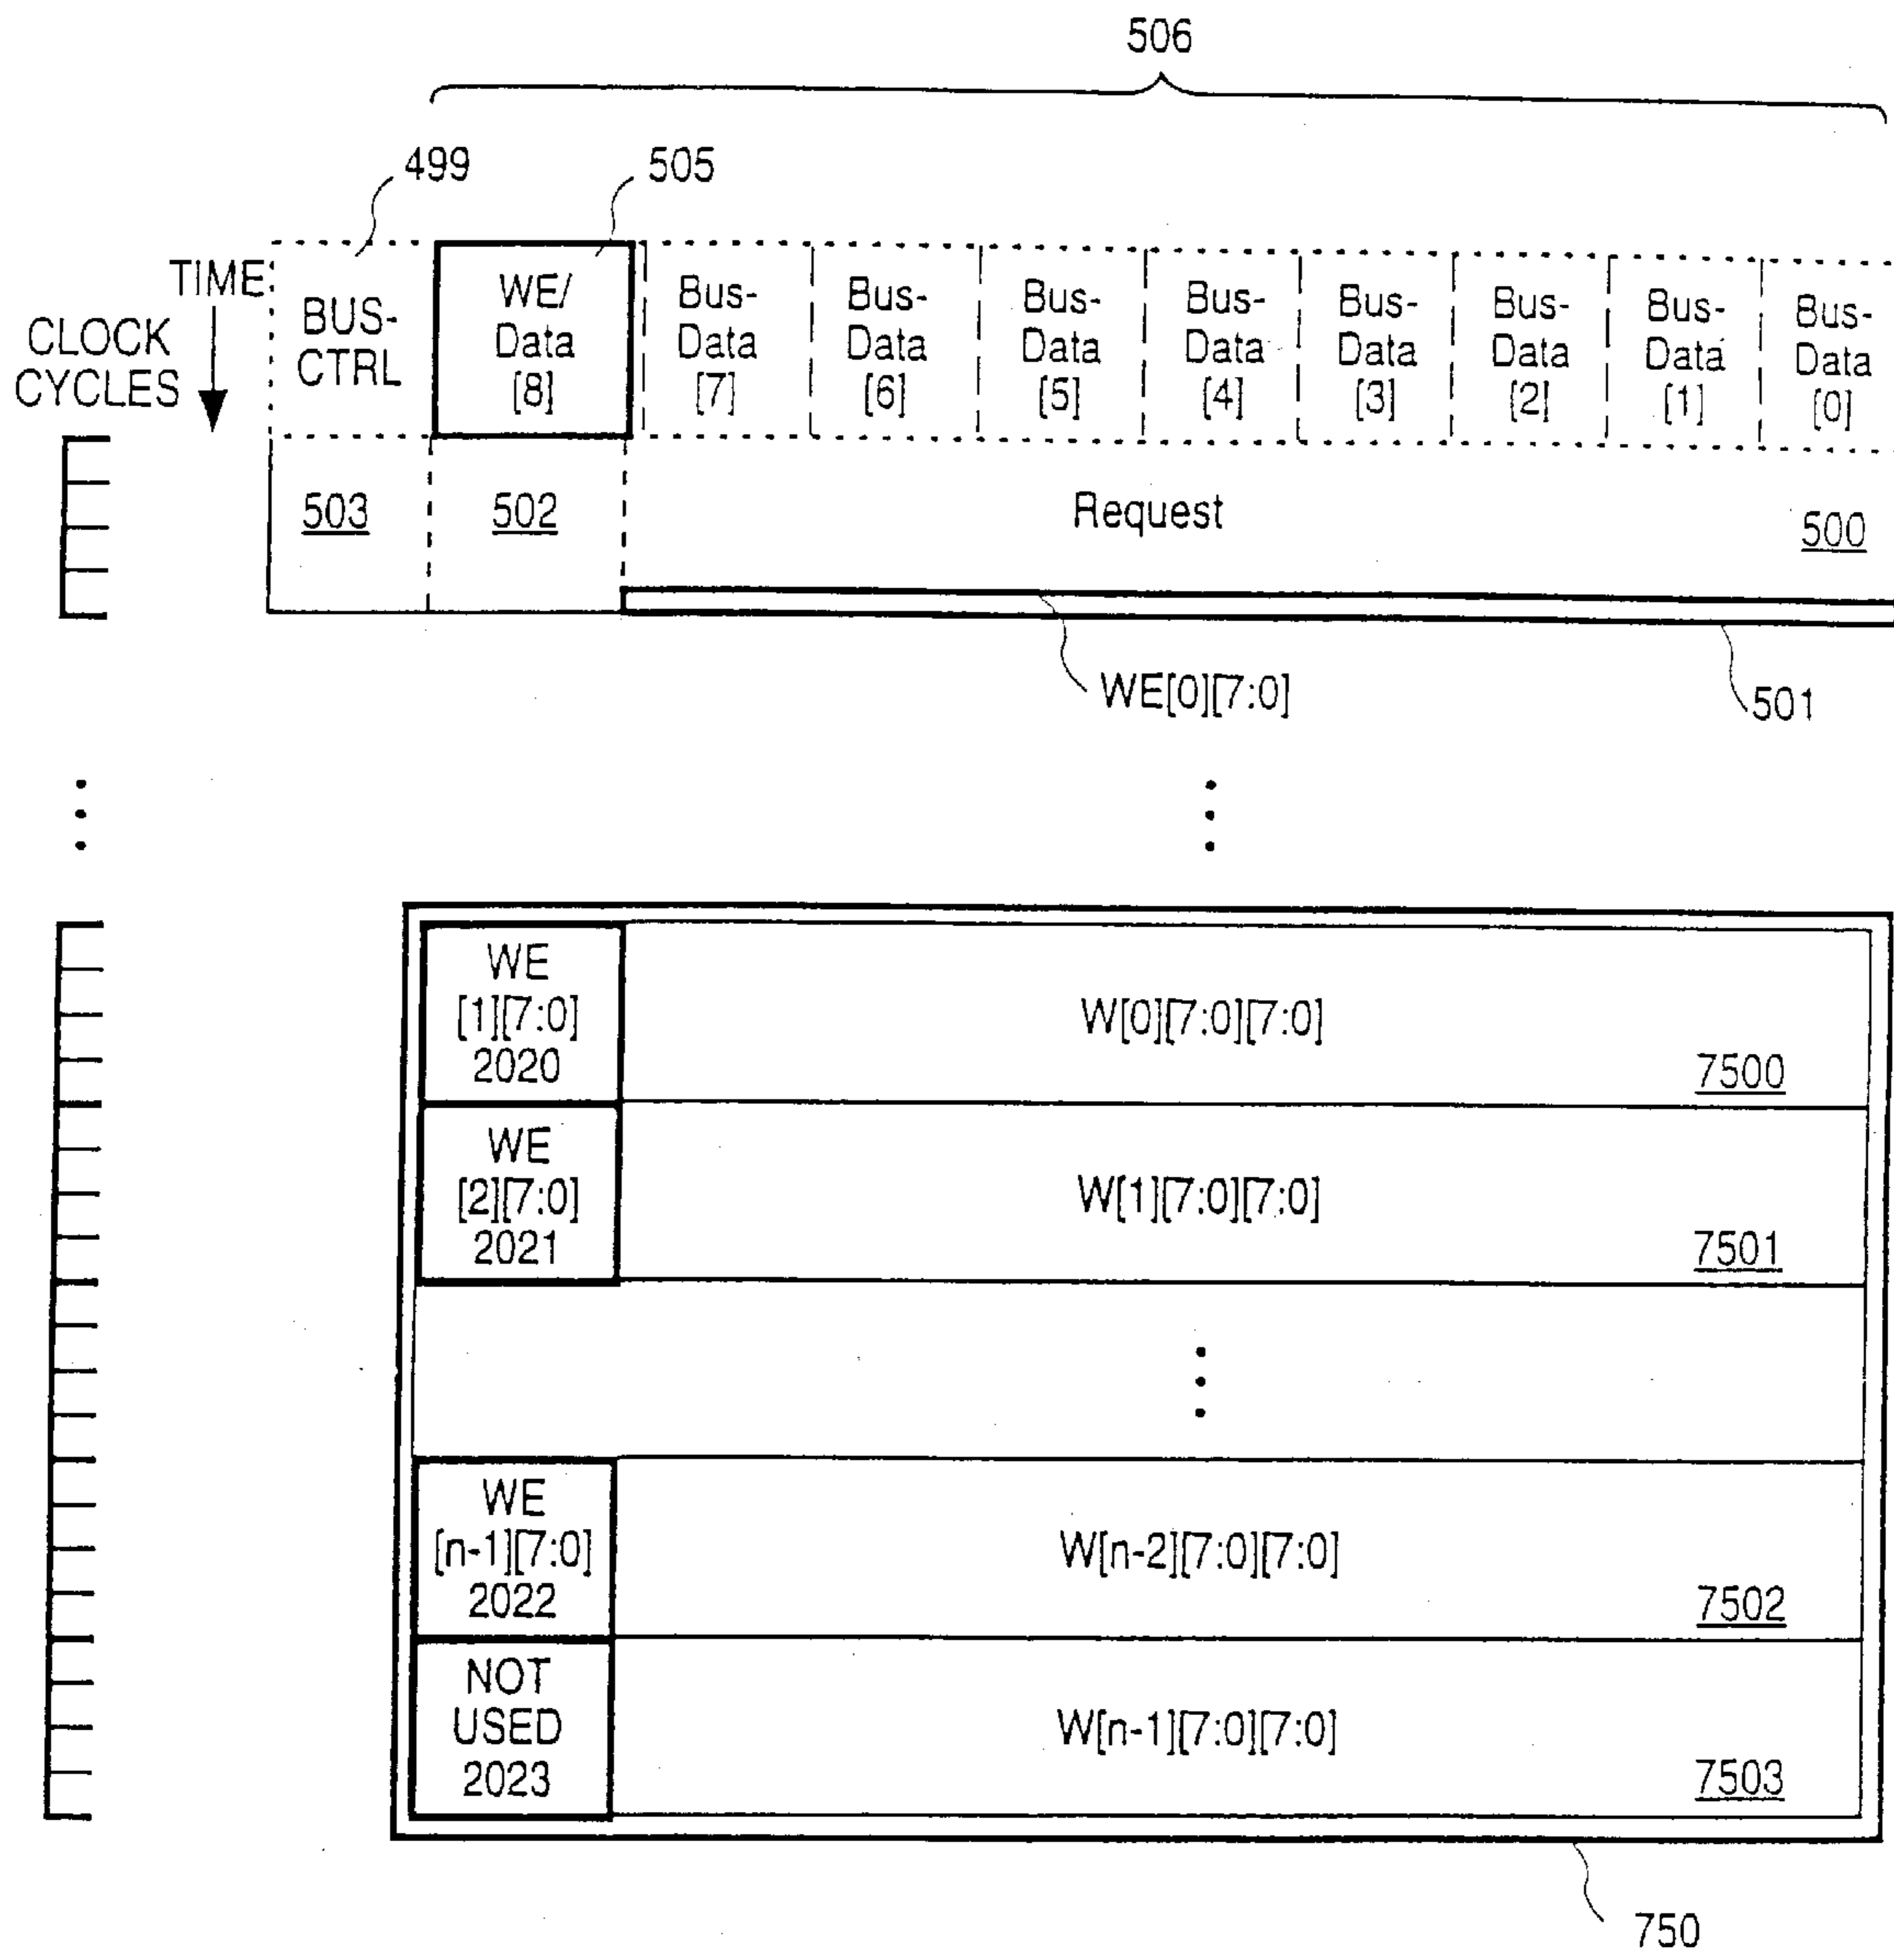 506
499
505
TIME
CLOCK
CYCLES
BUS-
CTRL
WE/
Data
[8]
Bus-
Data
[7]
Bus-
Data
[6]
Bus-
Data
[5]
Bus-
Data
[4]
Bus-
Data
[3]
Bus-
Data
[2]
Bus-
Data
[1]
Bus-
Data
[0]
503
502
Request
500
WE[0][7:0]
501
WE
[1][7:0]
2020
W[0][7:0][7:0]
7500
WE
[2][7:0]
2021
W[1][7:0][7:0]
7501
WE
[n-1][7:0]
2022
W[n-2][7:0][7:0]
7502
NOT
USED
2023
W[n-1][7:0][7:0]
7503
750